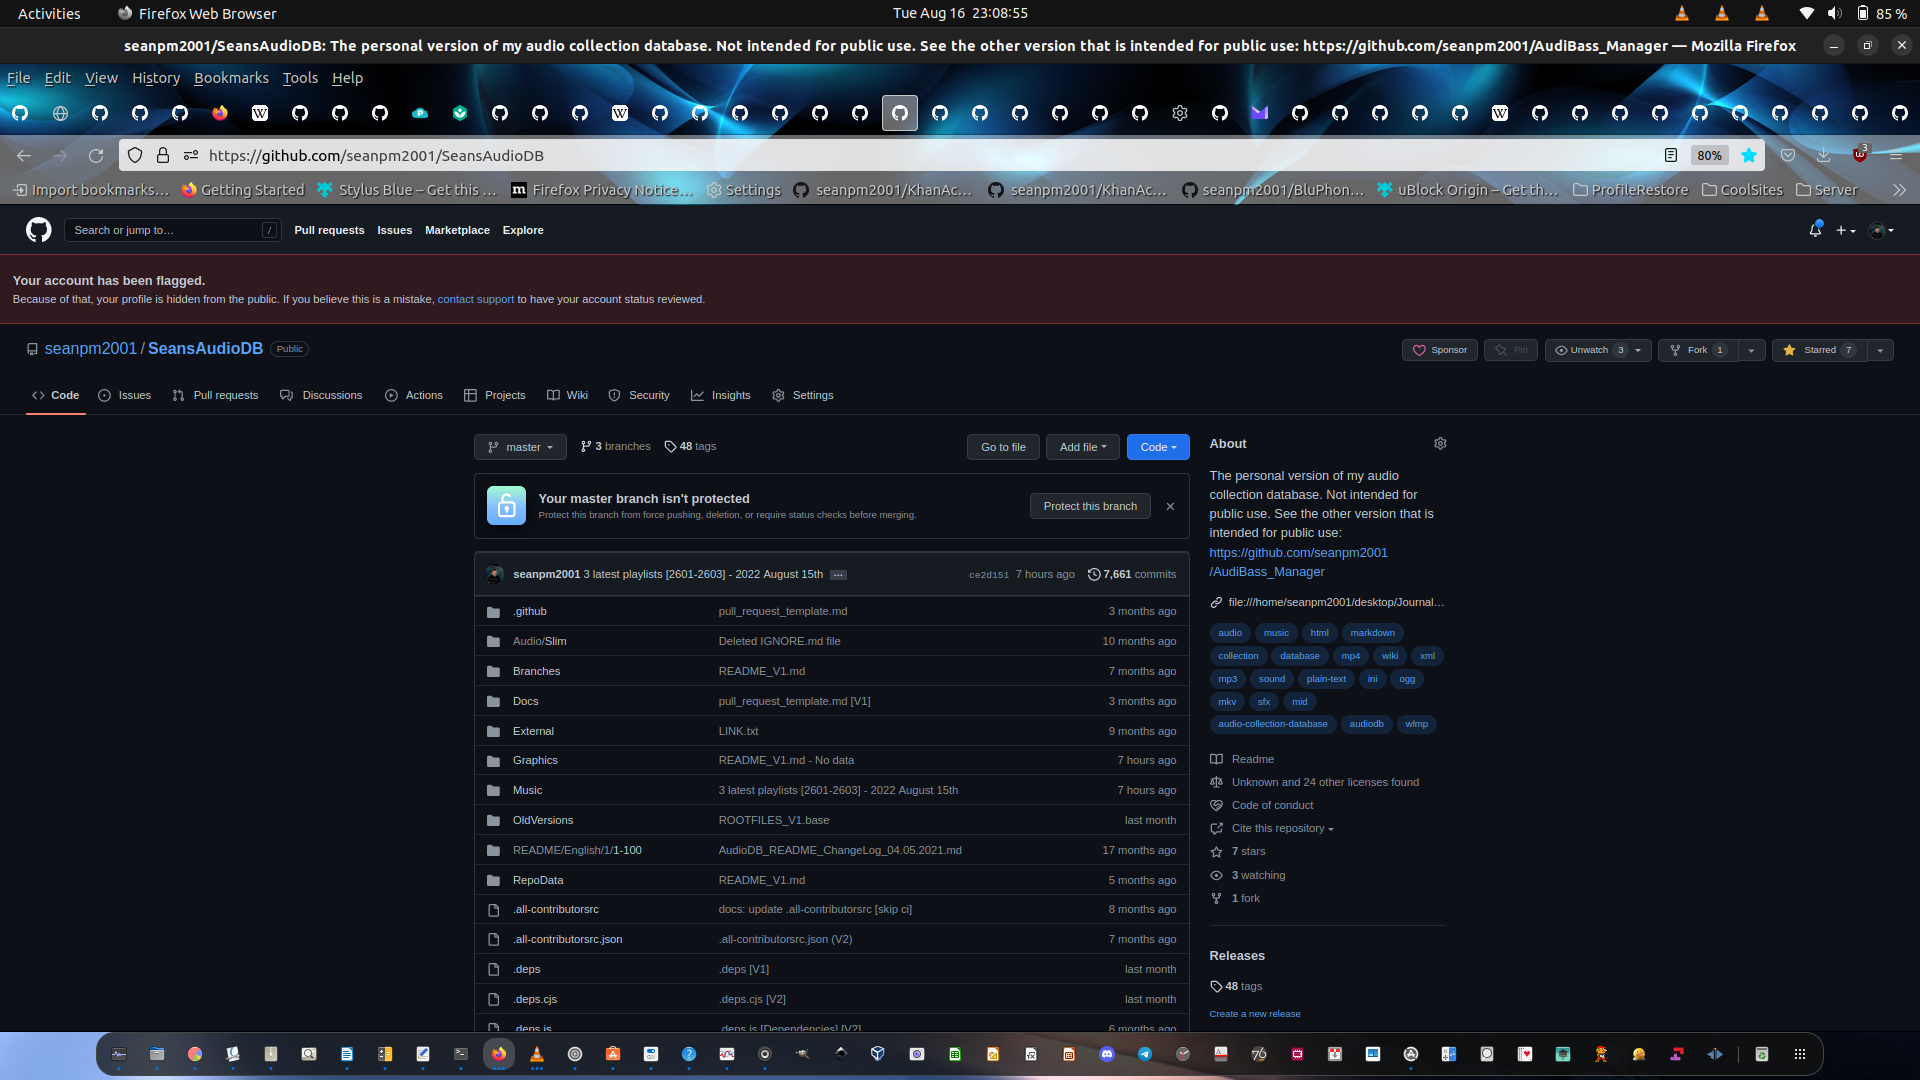 Activities
Firefox Web Browser
Tue Aug 16 23:08:55
85 %
seanpm2001/SeansAudioDB: The personal version of my audio collection database. Not intended for public use. See the other version that is intended for public use: https://github.com/seanpm2001/AudiBass_Manager — Mozilla Firefox
File Edit View History Bookmarks Tools Help
https://github.com/seanpm2001/SeansAudioDB
80%
3
Import bookmarks… Getting Started Stylus Blue – Get this … Firefox Privacy Notice… Settings seanpm2001/KhanAc… seanpm2001/KhanAc… seanpm2001/BluPhon… uBlock Origin – Get th… ProfileRestore CoolSites Server
Search or jump to… /
Pull requests Issues Marketplace Explore
Your account has been flagged.
Because of that, your profile is hidden from the public. If you believe this is a mistake, contact support to have your account status reviewed.
seanpm2001 / SeansAudioDB Public
Sponsor Pin Unwatch 3 Fork 1 Starred 7
Code Issues Pull requests Discussions Actions Projects Wiki Security Insights Settings
master 3 branches 48 tags
Go to file Add file Code
Your master branch isn't protected
Protect this branch from force pushing, deletion, or require status checks before merging.
Protect this branch
seanpm2001 3 latest playlists [2601-2603] - 2022 August 15th … ce2d151 7 hours ago 7,661 commits
.github pull_request_template.md 3 months ago
Audio/Slim Deleted IGNORE.md file 10 months ago
Branches README_V1.md 7 months ago
Docs pull_request_template.md [V1] 3 months ago
External LINK.txt 9 months ago
Graphics README_V1.md - No data 7 hours ago
Music 3 latest playlists [2601-2603] - 2022 August 15th 7 hours ago
OldVersions ROOTFILES_V1.base last month
README/English/1/1-100 AudioDB_README_ChangeLog_04.05.2021.md 17 months ago
RepoData README_V1.md 5 months ago
.all-contributorsrc docs: update .all-contributorsrc [skip ci] 8 months ago
.all-contributorsrc.json .all-contributorsrc.json (V2) 7 months ago
.deps .deps [V1] last month
.deps.cjs .deps.cjs [V2] last month
.deps.js .deps.js [Dependencies] [V2] 6 months ago
About
The personal version of my audio
collection database. Not intended for
public use. See the other version that is
intended for public use:
https://github.com/seanpm2001
/AudiBass_Manager
file:///home/seanpm2001/desktop/Journal…
audio music html markdown
collection database mp4 wiki xml
mp3 sound plain-text ini ogg
mkv sfx mid
audio-collection-database audiodb wlmp
Readme
Unknown and 24 other licenses found
Code of conduct
Cite this repository
7 stars
3 watching
1 fork
Releases
48 tags
Create a new release